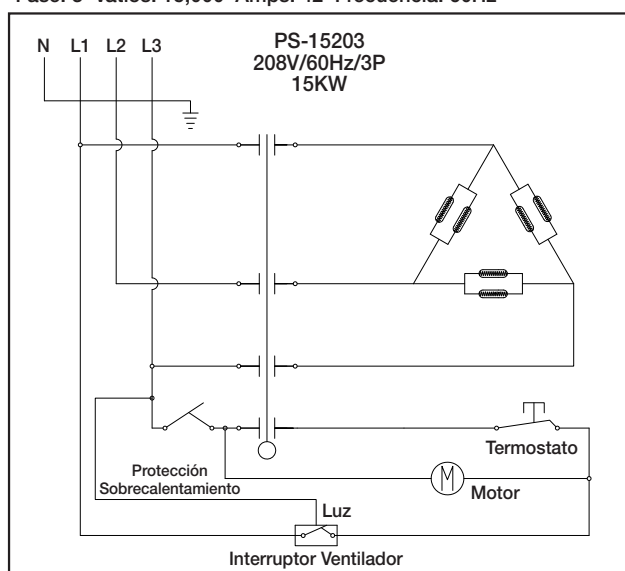 N L1 L2 L3
PS-15203
208V/60Hz/3P
15KW
Termostato
Protección
Sobrecalentamiento
M
Motor
Luz
Interruptor Ventilador